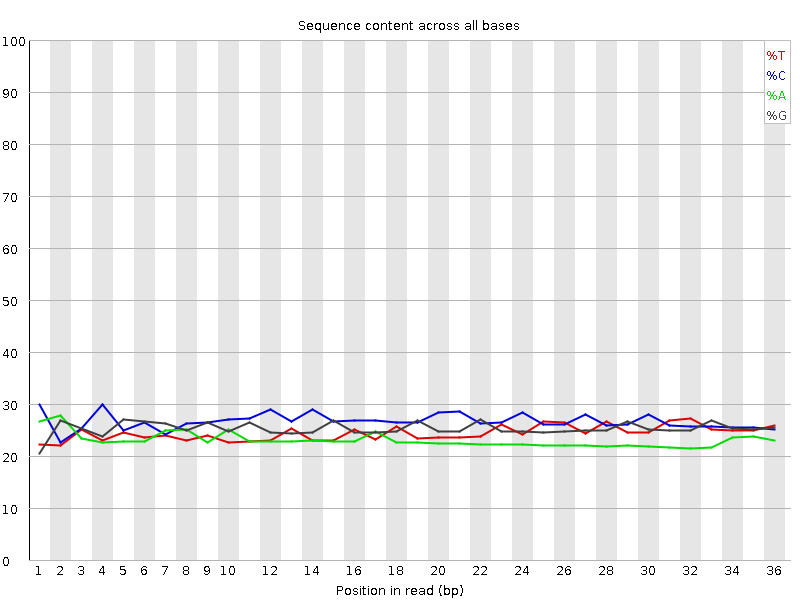 Sequence content across all bases
100
90
80
70
60
50
40
30
20
10
0
%T
%C
%A
%G
1 2 3 4 5 6 7 8 9 10 12 14 16 18 20 22 24 26 28 30 32 34 36
Position in read (bp)